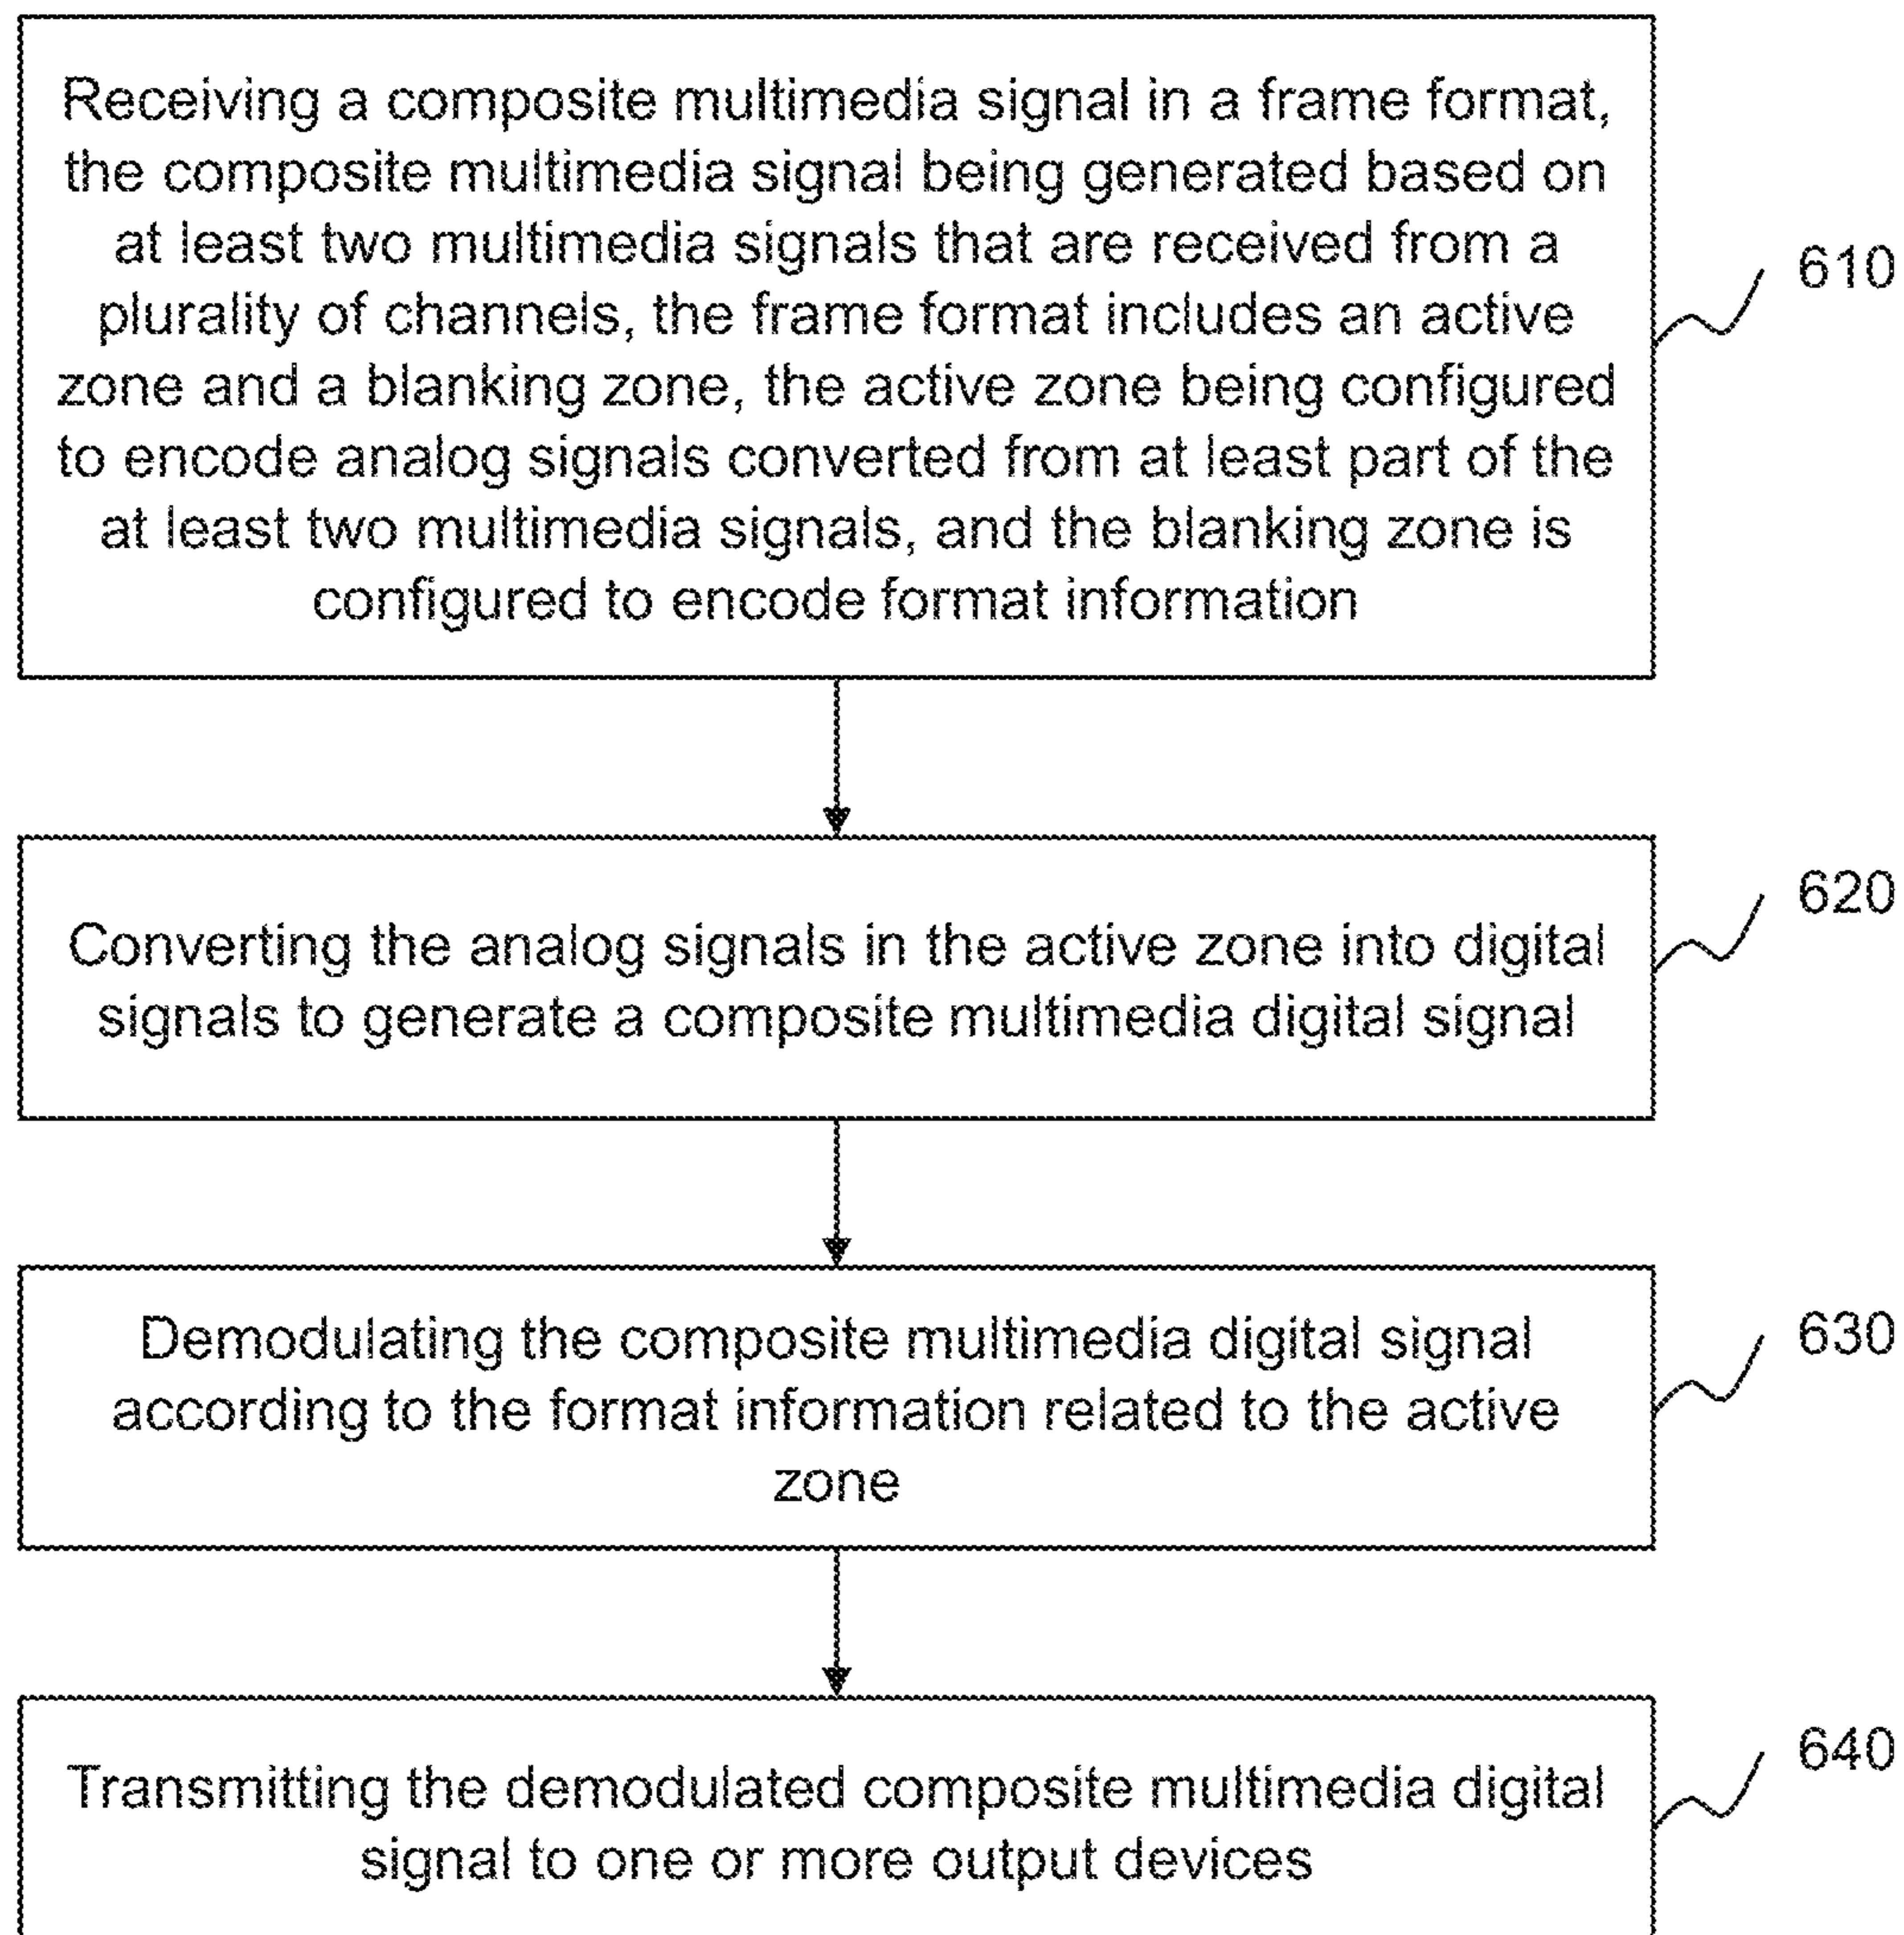 Receiving a composite multimedia signal in a frame format,
the composite multimedia signal being generated based on
at least two multimedia signals that are received from a
plurality of channels, the frame format includes an active
zone and a blanking zone, the active zone being configured
to encode analog signals converted from at least part of the
at least two multimedia signals, and the blanking zone is
configured to encode format information
610
Converting the analog signals in the active zone into digital
signals to generate a composite multimedia digital signal
620
Demodulating the composite multimedia digital signal
according to the format information related to the active
zone
630
Transmitting the demodulated composite multimedia digital
signal to one or more output devices
640